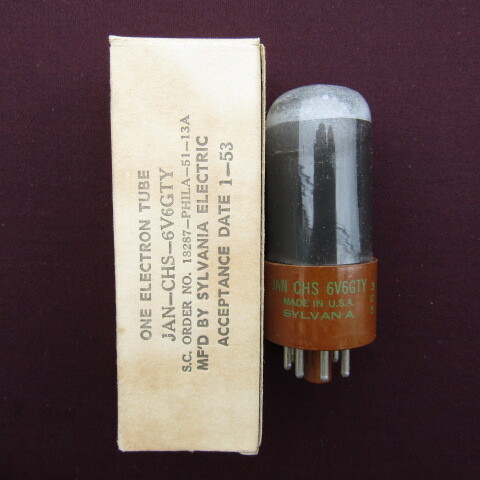 ONE ELECTRON TUBE
JAN-CHS-6V6GTY
S.C. ORDER NO. 18287-PHILA-51-13A
MF'D BY SYLVANIA ELECTRIC
ACCEPTANCE DATE 1-53
JAN CHS 6V6GTY
MADE IN U.S.A.
SYLVANIA